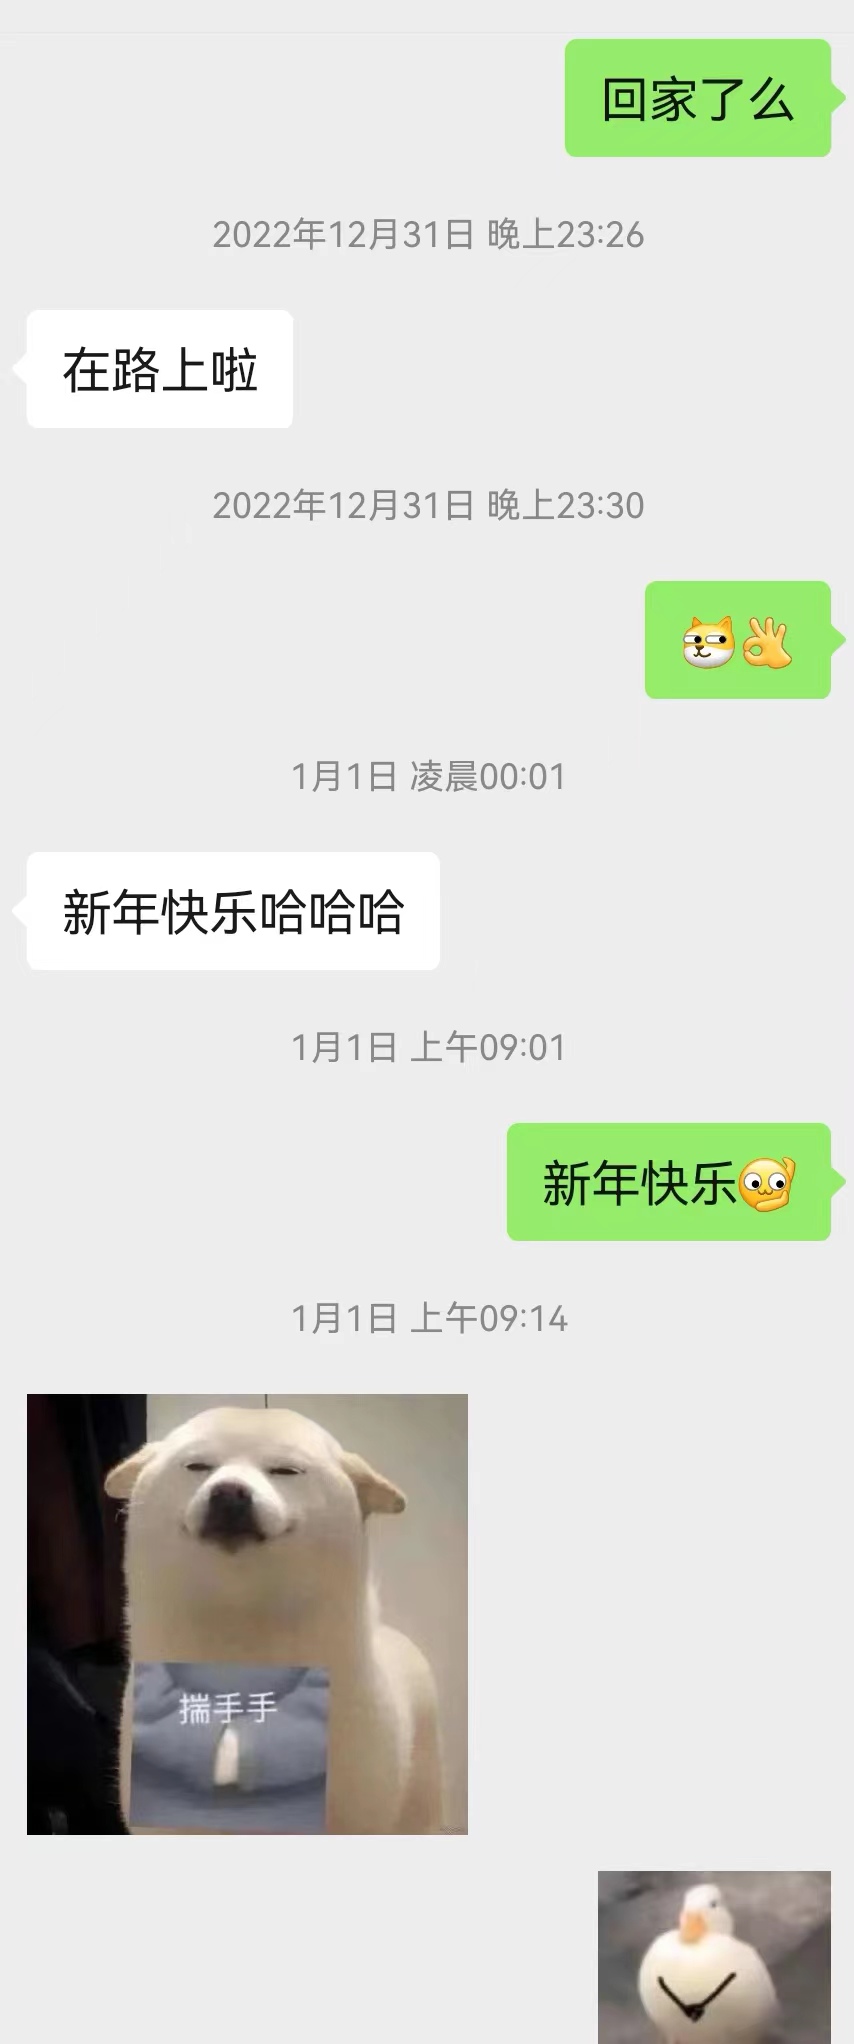 回家了么
2022年12月31日 晚上23:26
在路上啦
2022年12月31日 晚上23:30
1月1日 凌晨00:01
新年快乐哈哈哈
1月1日 上午09:01
新年快乐
1月1日 上午09:14
揣手手